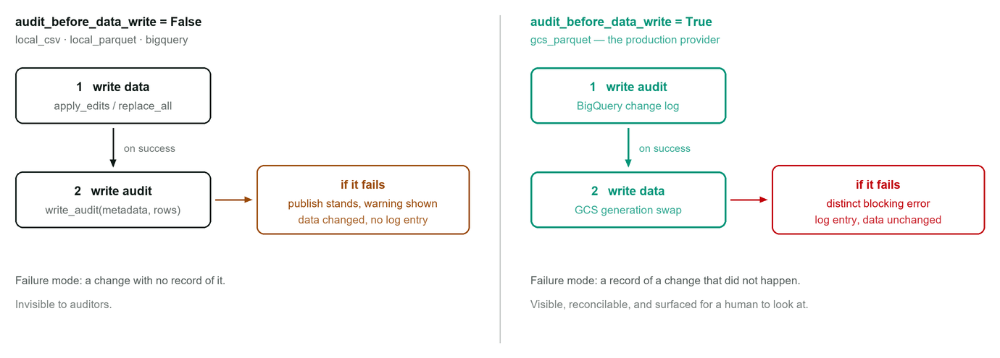 audit_before_data_write = False
local_csv · local_parquet · bigquery
1 write data
apply_edits / replace_all
on success
2 write audit
write_audit(metadata, rows)
if it fails
publish stands, warning shown
data changed, no log entry
Failure mode: a change with no record of it.
Invisible to auditors.
audit_before_data_write = True
gcs_parquet — the production provider
1 write audit
BigQuery change log
on success
2 write data
GCS generation swap
if it fails
distinct blocking error
log entry, data unchanged
Failure mode: a record of a change that did not happen.
Visible, reconcilable, and surfaced for a human to look at.